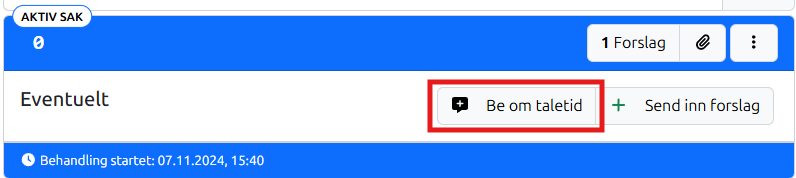 AKTIV SAK
0
1 Forslag
Eventuelt
Be om taletid
Send inn forslag
Behandling startet: 07.11.2024, 15:40